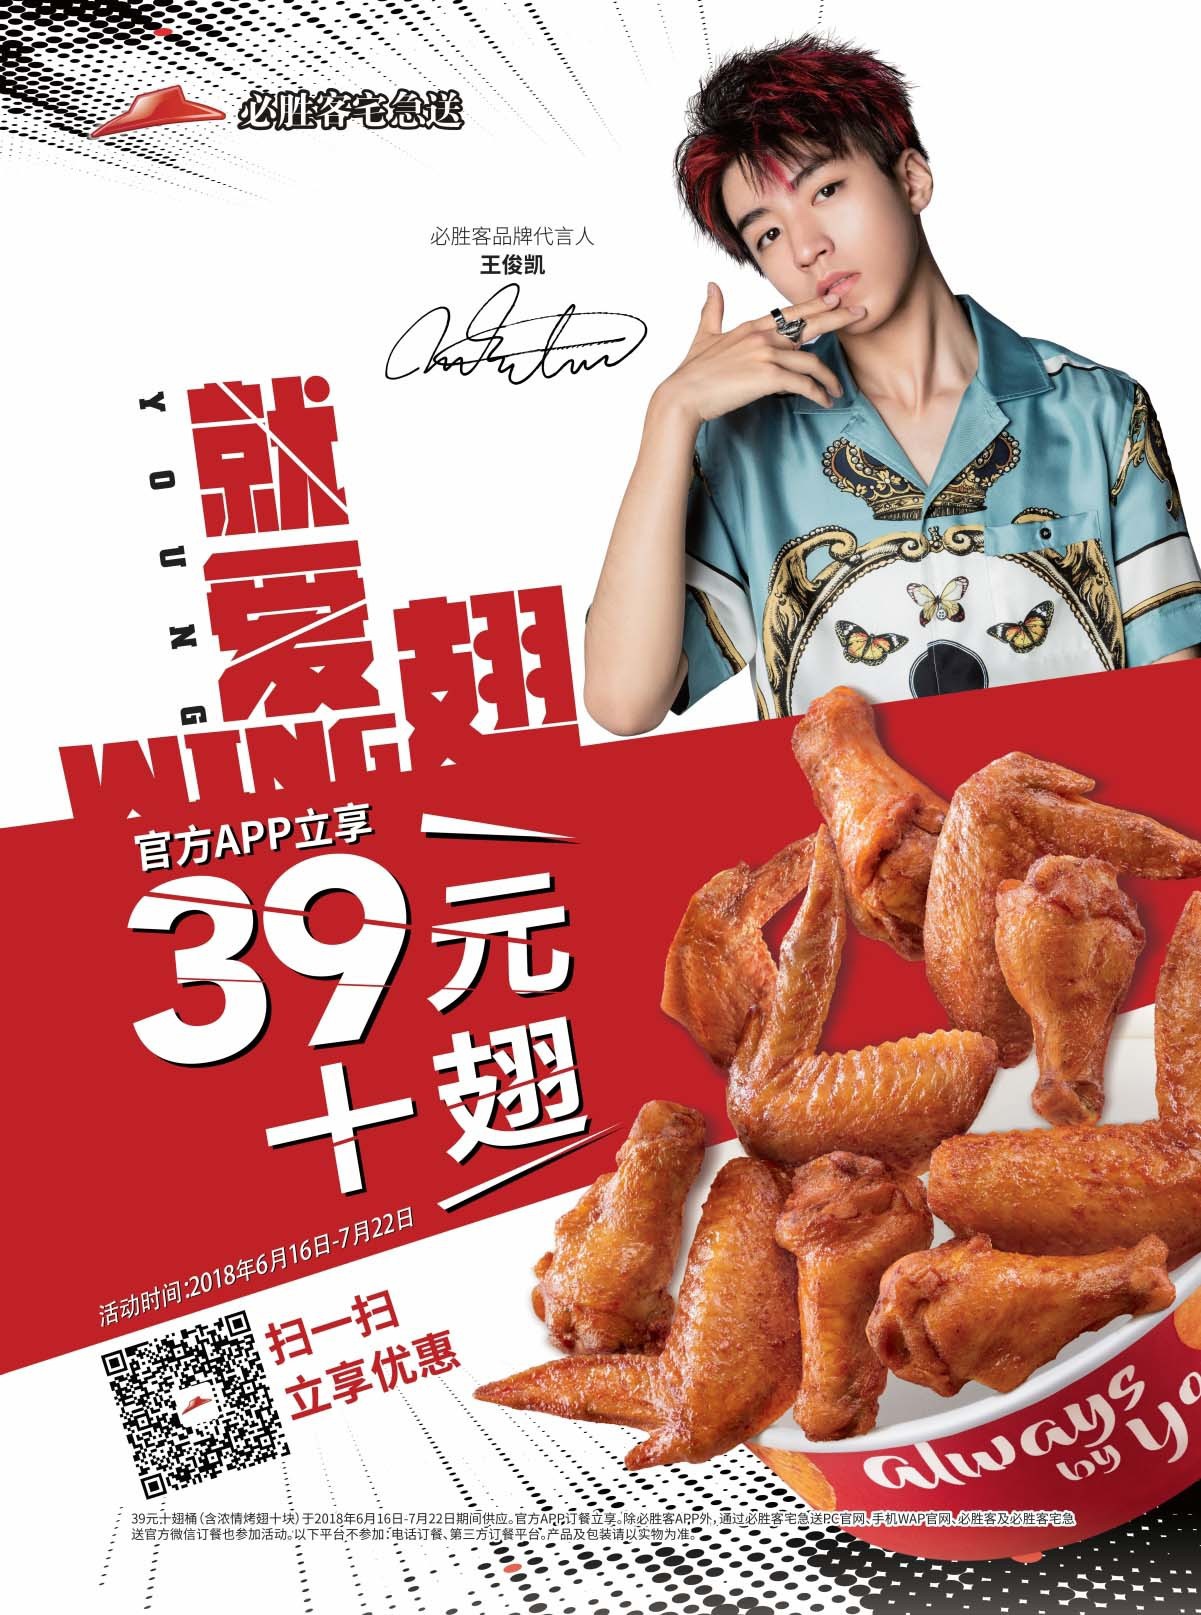 必胜客宅急送
必胜客品牌代言人
王俊凯
YOUNG
就爱翅
WING
官方APP立享
39元
十翅
活动时间:2018年6月16日-7月22日
扫一扫
立享优惠
always
by Yo
39元十翅桶(含浓情烤翅十块)于2018年6月16日-7月22日期间供应。官方APP订餐立享。除必胜客APP外,通过必胜客宅急送PC官网、手机WAP官网、必胜客及必胜客宅急
送官方微信订餐也参加活动。以下平台不参加:电话订餐、第三方订餐平台。产品及包装请以实物为准。